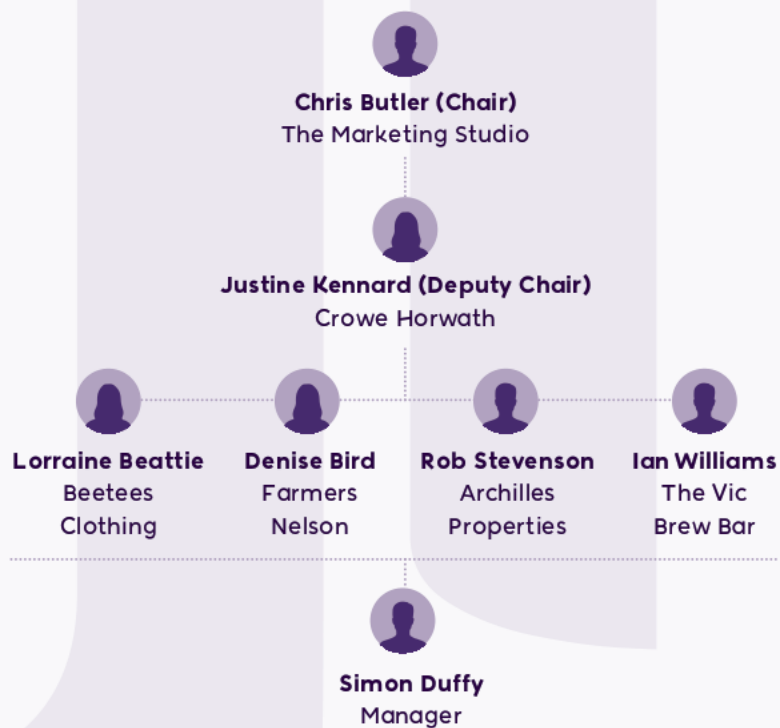 Chris Butler (Chair)
The Marketing Studio
Justine Kennard (Deputy Chair)
Crowe Horwath
Lorraine Beattie
Beetees
Clothing
Denise Bird
Farmers
Nelson
Rob Stevenson
Archilles
Properties
Ian Williams
The Vic
Brew Bar
Simon Duffy
Manager